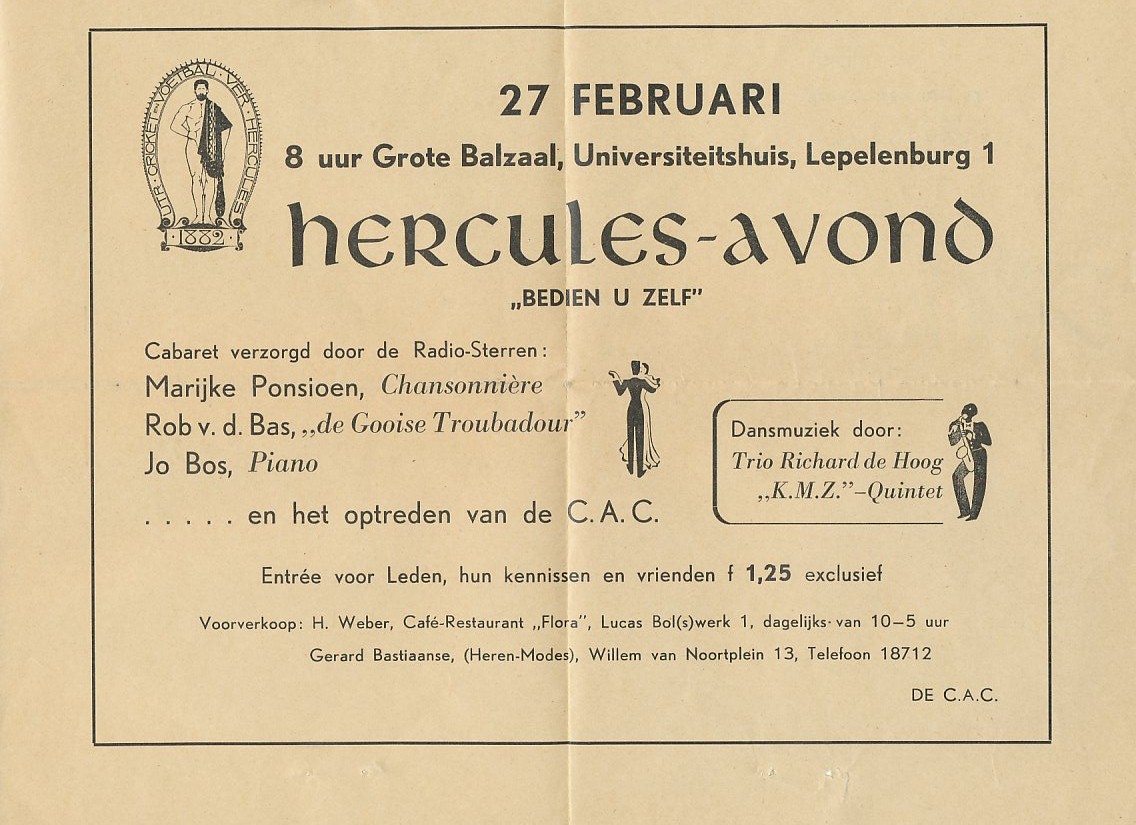 UTR. CRICKET EN VOETBAL · VER · HERCULES
· 1882 ·
27 FEBRUARI
8 uur Grote Balzaal, Universiteitshuis, Lepelenburg 1
hERCULES-AVOND
„BEDIEN U ZELF”
Cabaret verzorgd door de Radio-Sterren:
Marijke Ponsioen, Chansonnière
Rob v. d. Bas, „de Gooise Troubadour”
Jo Bos, Piano
. . . . . en het optreden van de C.A.C.
Dansmuziek door:
Trio Richard de Hoog
„K.M.Z.”-Quintet
Entrée voor Leden, hun kennissen en vrienden f 1,25 exclusief
Voorverkoop: H. Weber, Café-Restaurant „Flora”, Lucas Bol(s)werk 1, dagelijks van 10—5 uur
Gerard Bastiaanse, (Heren-Modes), Willem van Noortplein 13, Telefoon 18712
DE C.A.C.